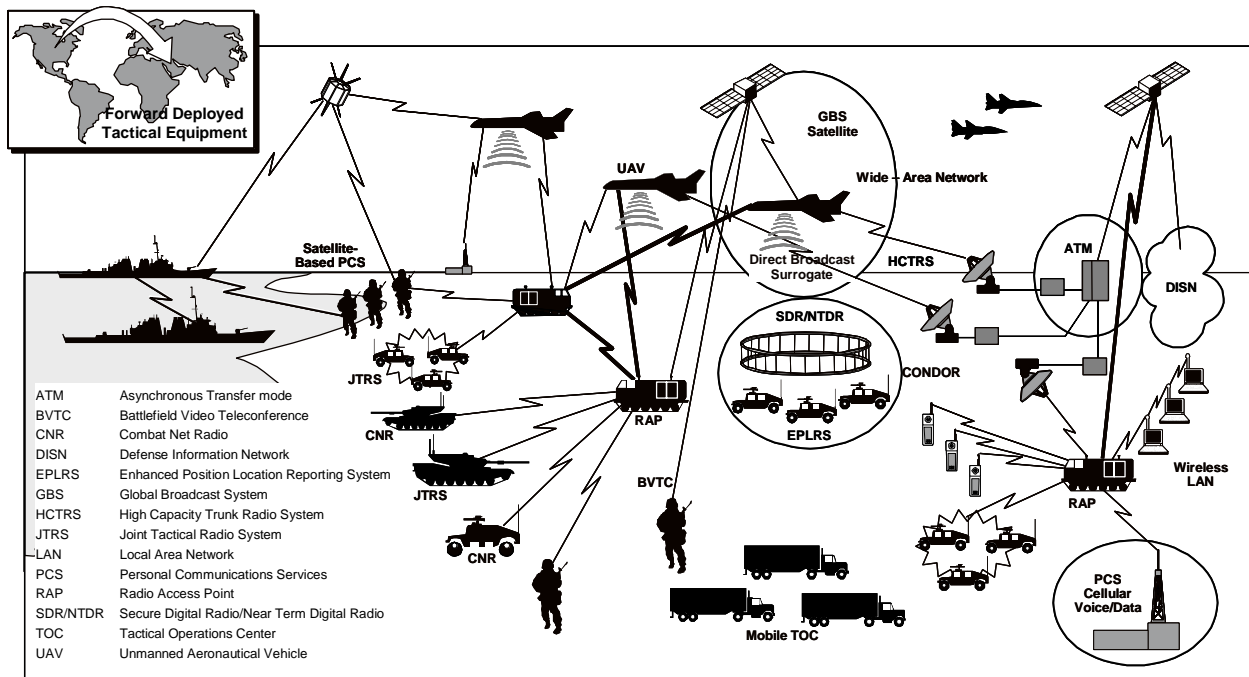 Forward Deployed
Tactical Equipment
GBS
Satellite
UAV
Wide – Area Network
Satellite-
Based PCS
Direct Broadcast
Surrogate
HCTRS
ATM
DISN
SDR/NTDR
JTRS
CONDOR
CNR
RAP
EPLRS
JTRS
BVTC
Wireless
LAN
RAP
CNR
PCS
Cellular
Voice/Data
Mobile TOC
ATM Asynchronous Transfer mode
BVTC Battlefield Video Teleconference
CNR Combat Net Radio
DISN Defense Information Network
EPLRS Enhanced Position Location Reporting System
GBS Global Broadcast System
HCTRS High Capacity Trunk Radio System
JTRS Joint Tactical Radio System
LAN Local Area Network
PCS Personal Communications Services
RAP Radio Access Point
SDR/NTDR Secure Digital Radio/Near Term Digital Radio
TOC Tactical Operations Center
UAV Unmanned Aeronautical Vehicle